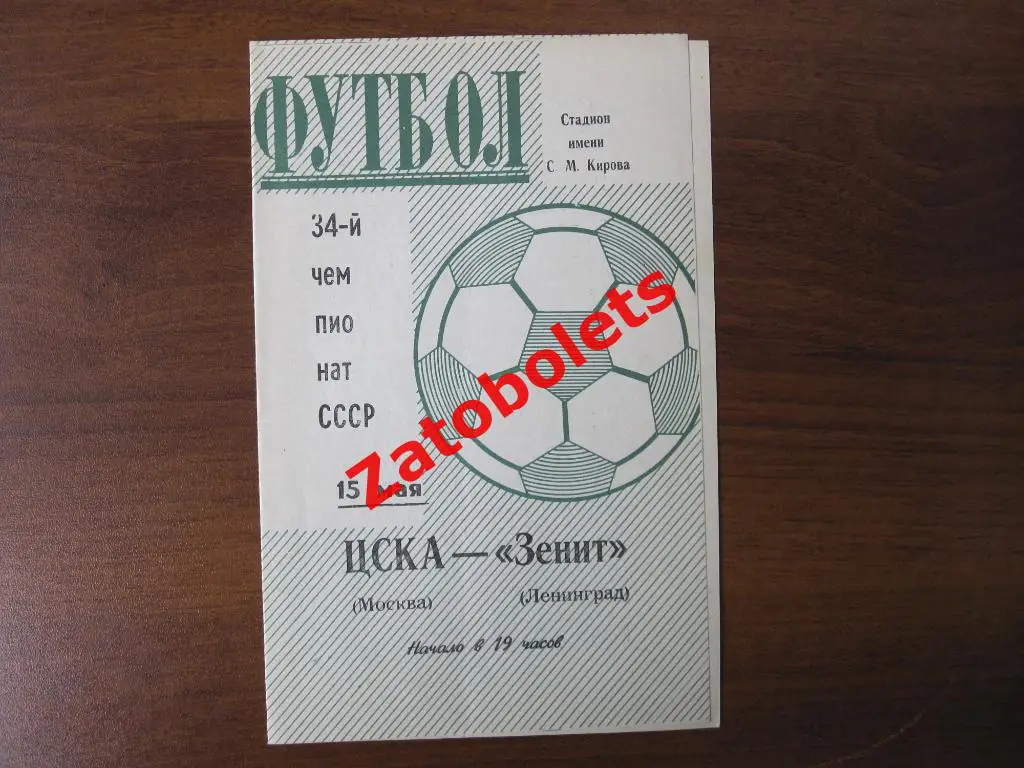 ФУТБОЛ
Стадион
имени
С. М. Кирова
34-й
чем
пио
нат
СССР
15 мая
Zatobolets
ЦСКА — «Зенит»
(Москва) (Ленинград)
Начало в 19 часов